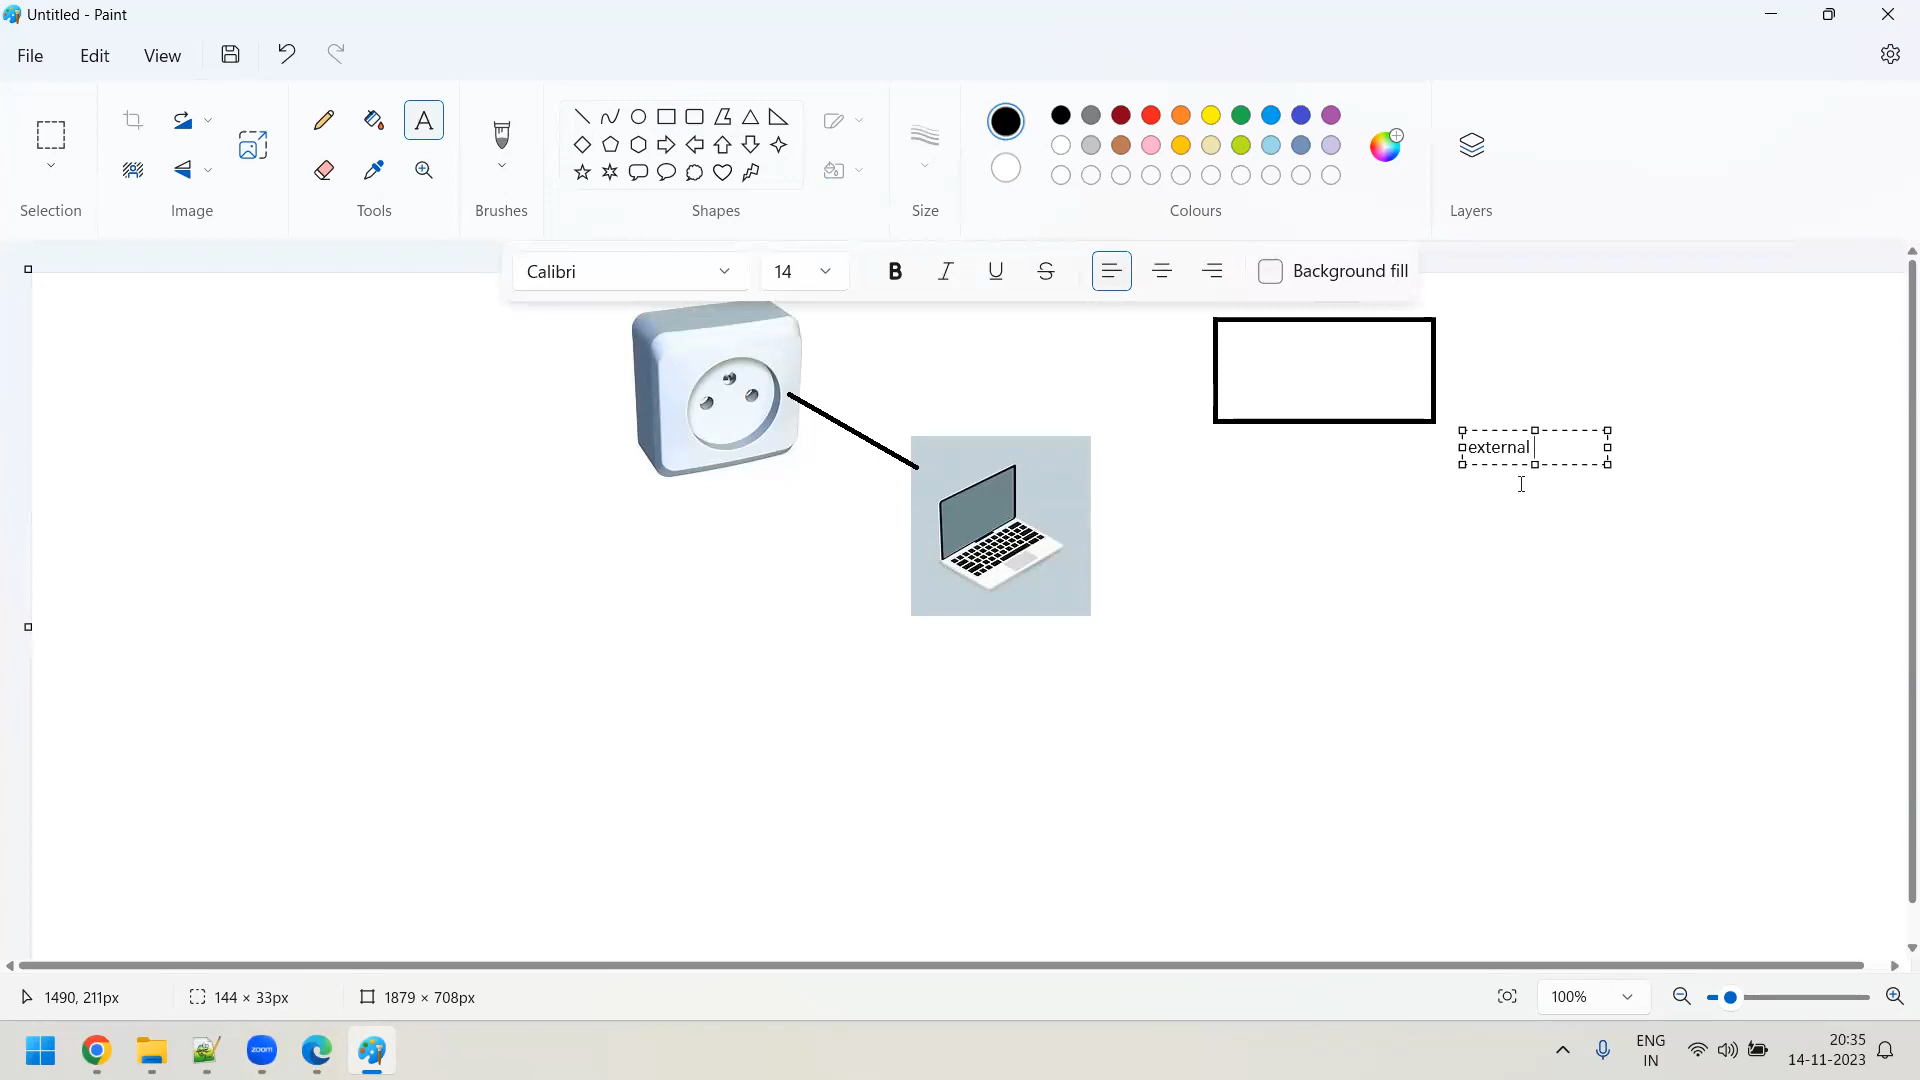 Untitled - Paint
File Edit View
Selection Image Tools Brushes Shapes Size Colours Layers
Calibri 14 B I U S Background fill
external
1490, 211px 144 × 33px 1879 × 708px 100%
zoom
ENG
IN
20:35
14-11-2023